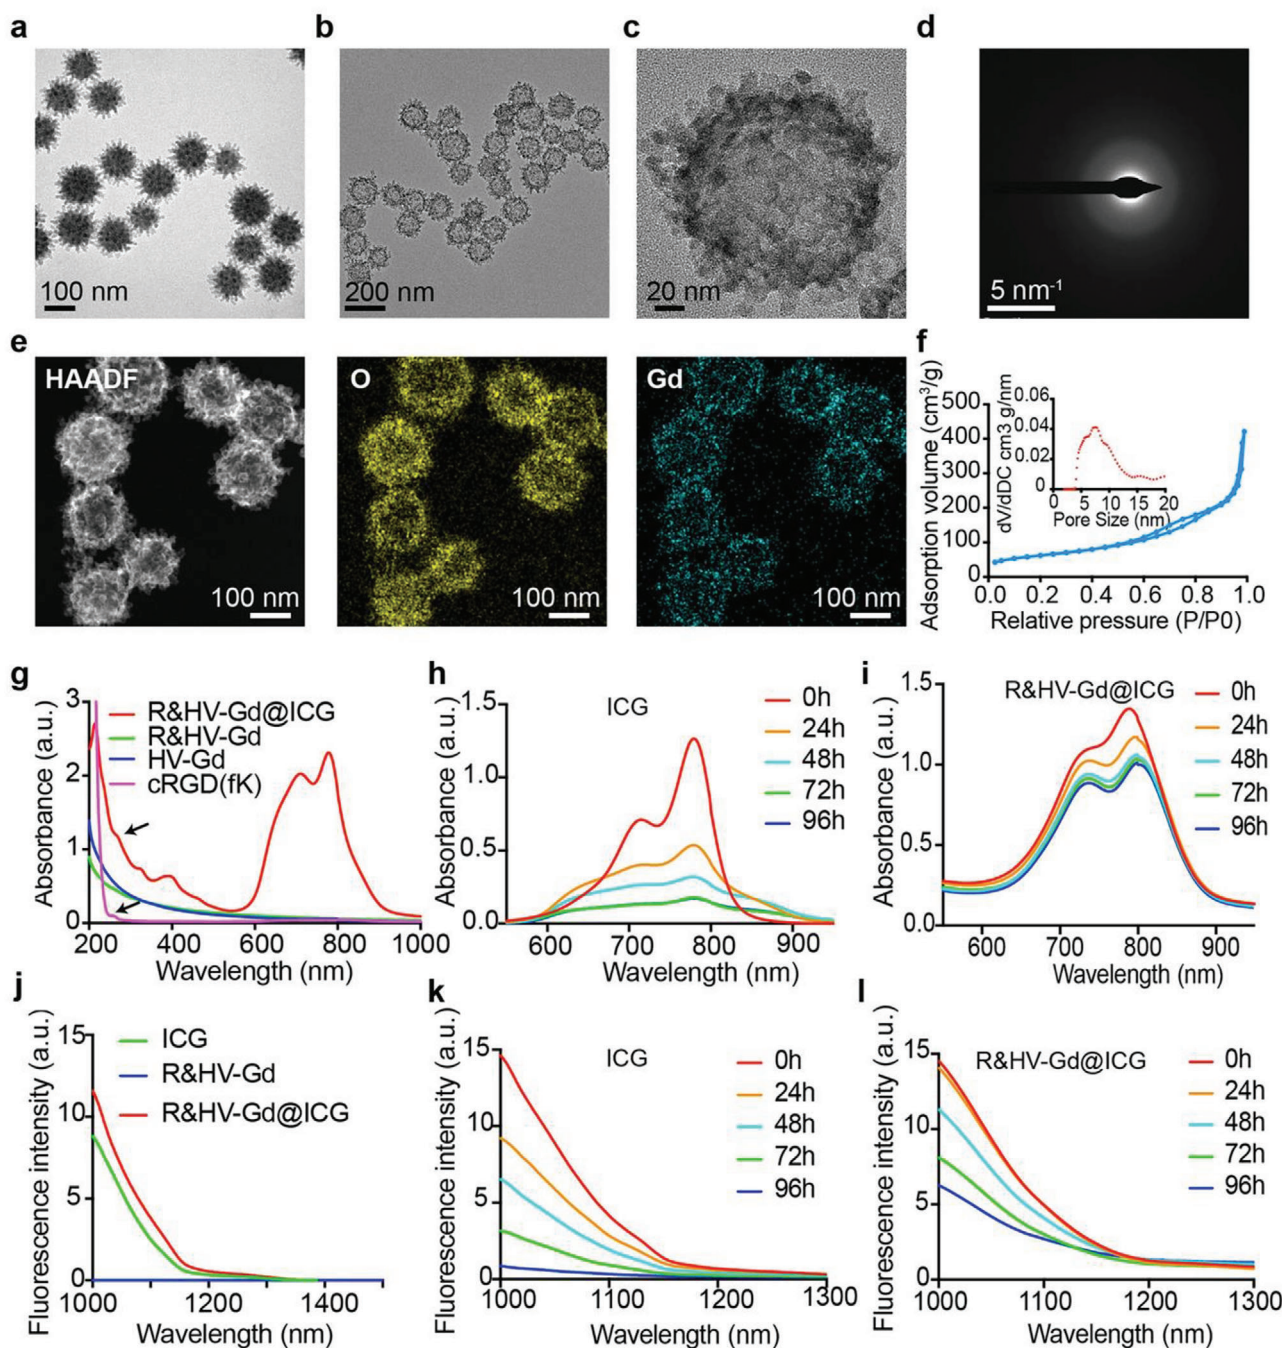 a
b
c
d
100 nm
200 nm
20 nm
5 nm-1
e
HAADF
O
Gd
100 nm
100 nm
100 nm
f
Adsorption volume (cm3/g)
500
400
300
200
100
0
0.0 0.2 0.4 0.6 0.8 1.0
Relative pressure (P/P0)
dV/dDC cm3 g/nm
0.06
0.04
0.02
0
0 5 10 15 20
Pore Size (nm)
g
Absorbance (a.u.)
3
2
1
0
200 400 600 800 1000
Wavelength (nm)
R&HV-Gd@ICG
R&HV-Gd
HV-Gd
cRGD(fK)
h
Absorbance (a.u.)
1.5
1.0
0.5
0.0
600 700 800 900
Wavelength (nm)
ICG
0h
24h
48h
72h
96h
i
Absorbance (a.u.)
1.5
1.0
0.5
0.0
600 700 800 900
Wavelength (nm)
R&HV-Gd@ICG
0h
24h
48h
72h
96h
j
Fluorescence intensity (a.u.)
15
10
5
0
1000 1200 1400
Wavelength (nm)
ICG
R&HV-Gd
R&HV-Gd@ICG
k
Fluorescence intensity (a.u.)
15
10
5
0
1000 1100 1200 1300
Wavelength (nm)
ICG
0h
24h
48h
72h
96h
l
Fluorescence intensity (a.u.)
15
10
5
0
1000 1100 1200 1300
Wavelength (nm)
R&HV-Gd@ICG
0h
24h
48h
72h
96h